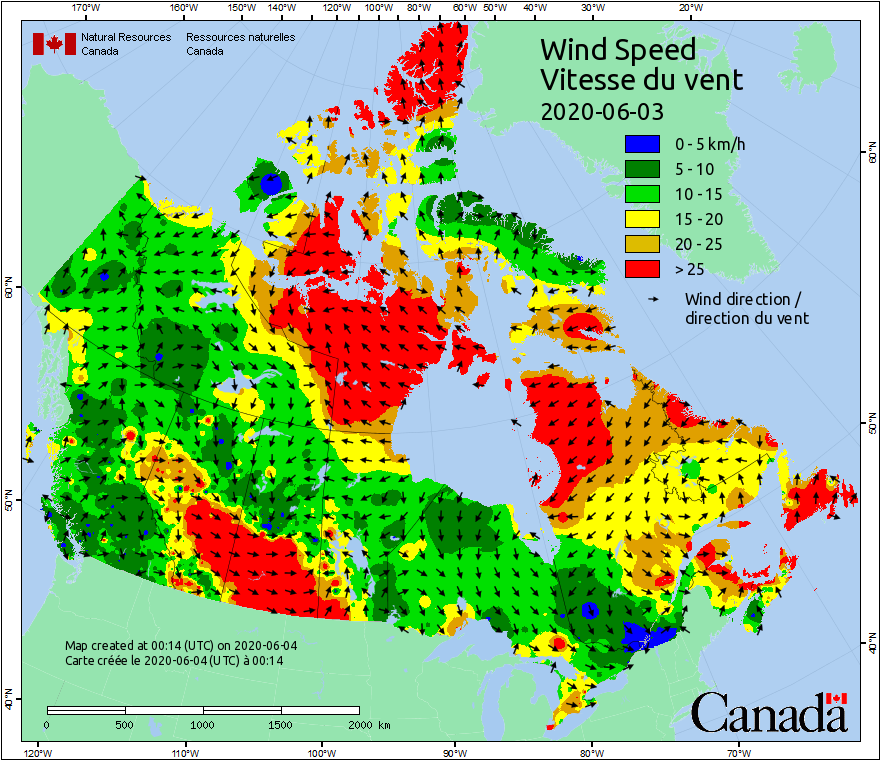 170°W 160°W 150°W 140°W 120°W 100°W 80°W 60°W 50°W 40°W 30°W 20°W
Natural Resources Ressources naturelles
Canada Canada
Wind Speed
Vitesse du vent
2020-06-03
0 - 5 km/h
5 - 10
10 - 15
15 - 20
20 - 25
> 25
Wind direction /
direction du vent
60°N
60°N
50°N
50°N
40°N
40°N
Map created at 00:14 (UTC) on 2020-06-04
Carte créée le 2020-06-04 (UTC) à 00:14
0 500 1000 1500 2000 km
Canada
120°W 110°W 100°W 90°W 80°W 70°W